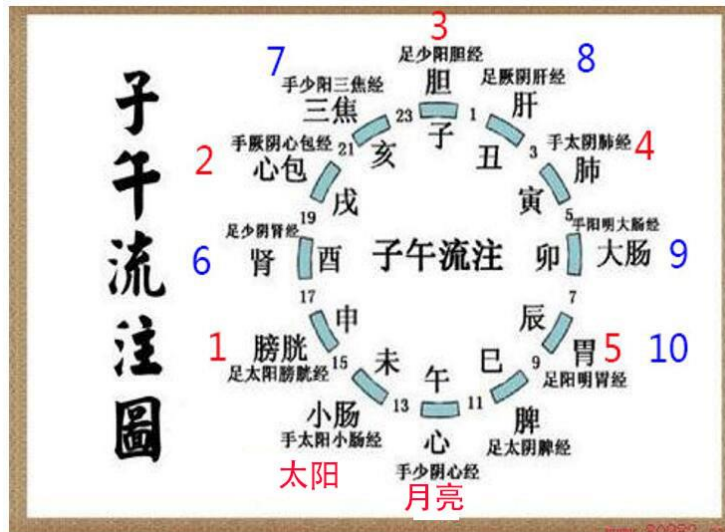 子午流注圖
3
足少阳胆经
胆
子
23
1
8
足厥阴肝经
肝
丑
3
4
手太阴肺经
肺
寅
5
手阳明大肠经
大肠
9
卯
7
辰
胃
5
10
足阳明胃经
9
巳
脾
足太阴脾经
11
午
心
手少阴心经
月亮
13
未
小肠
手太阳小肠经
太阳
15
申
1
膀胱
足太阳膀胱经
17
酉
足少阴肾经
肾
6
19
戌
手厥阴心包经
心包
2
21
亥
7
手少阳三焦经
三焦
子午流注